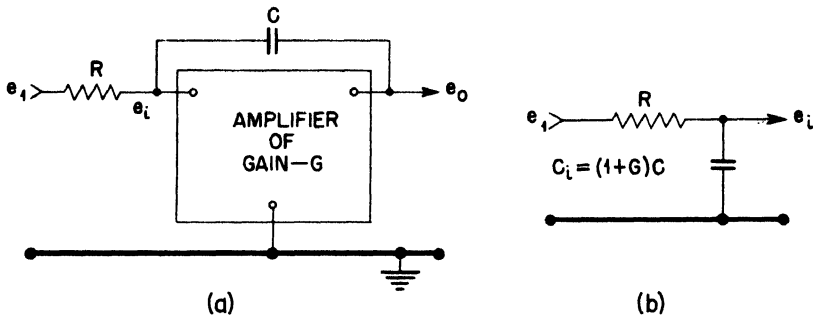 C
R
e₁
eᵢ
e₀
AMPLIFIER
OF
GAIN—G
(a)
R
e₁
eᵢ
Cᵢ=(1+G)C
(b)